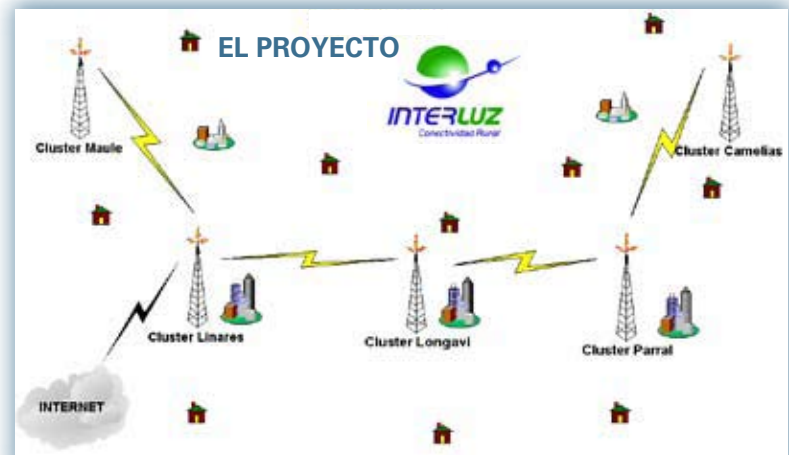 EL PROYECTO
INTERLUZ
Conectividad Rural
Cluster Maule
Cluster Camelias
Cluster Linares
Cluster Longavi
Cluster Parral
INTERNET